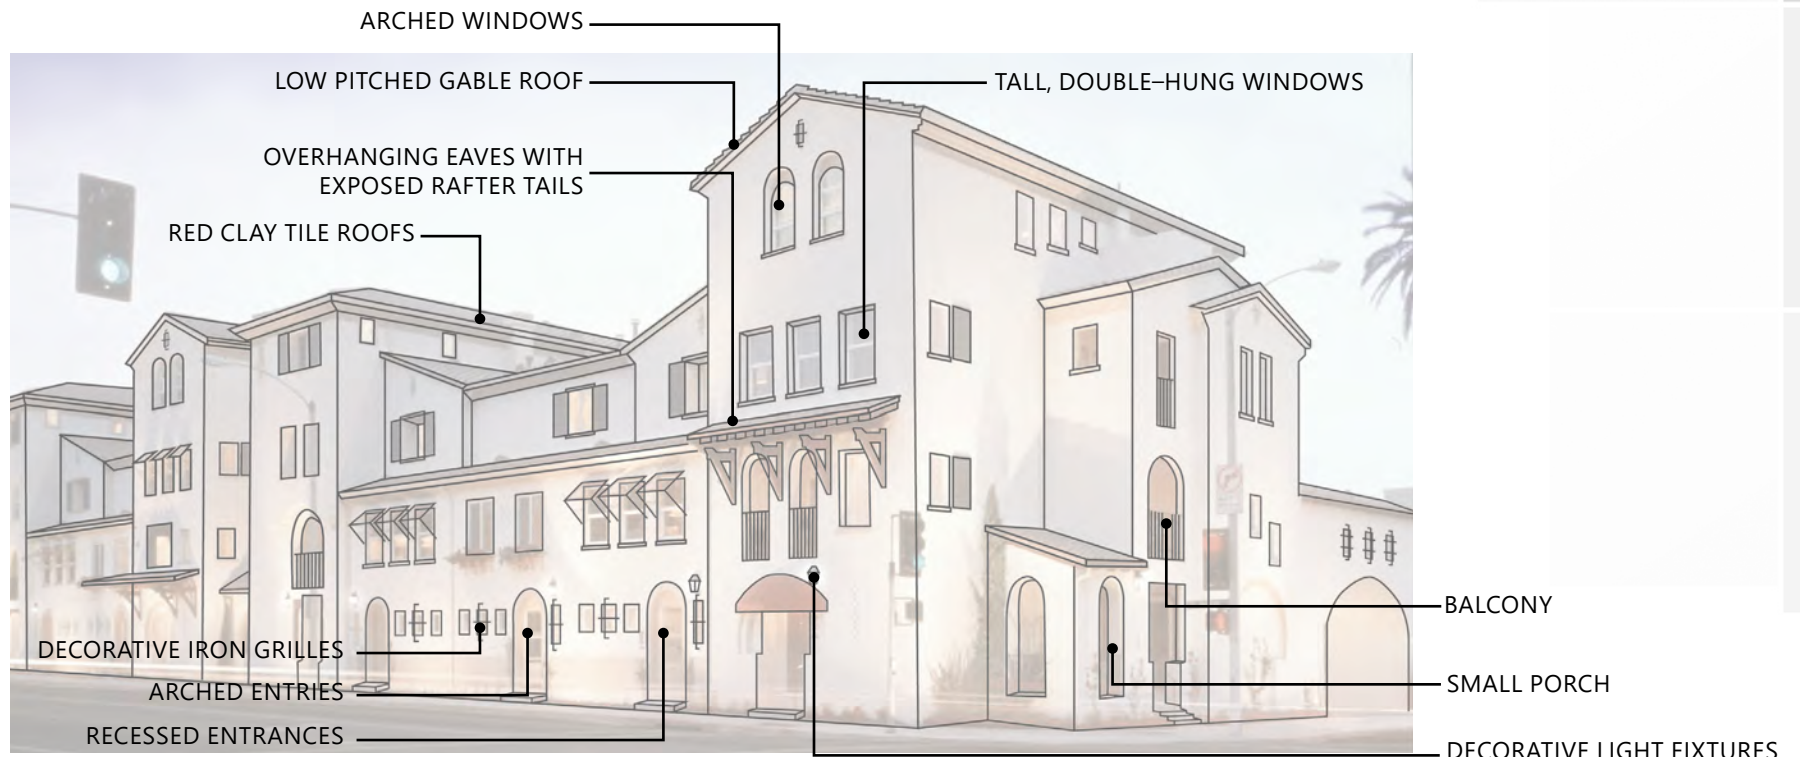 ARCHED WINDOWS
LOW PITCHED GABLE ROOF
TALL, DOUBLE–HUNG WINDOWS
OVERHANGING EAVES WITH
EXPOSED RAFTER TAILS
RED CLAY TILE ROOFS
BALCONY
DECORATIVE IRON GRILLES
SMALL PORCH
ARCHED ENTRIES
RECESSED ENTRANCES
DECORATIVE LIGHT FIXTURES